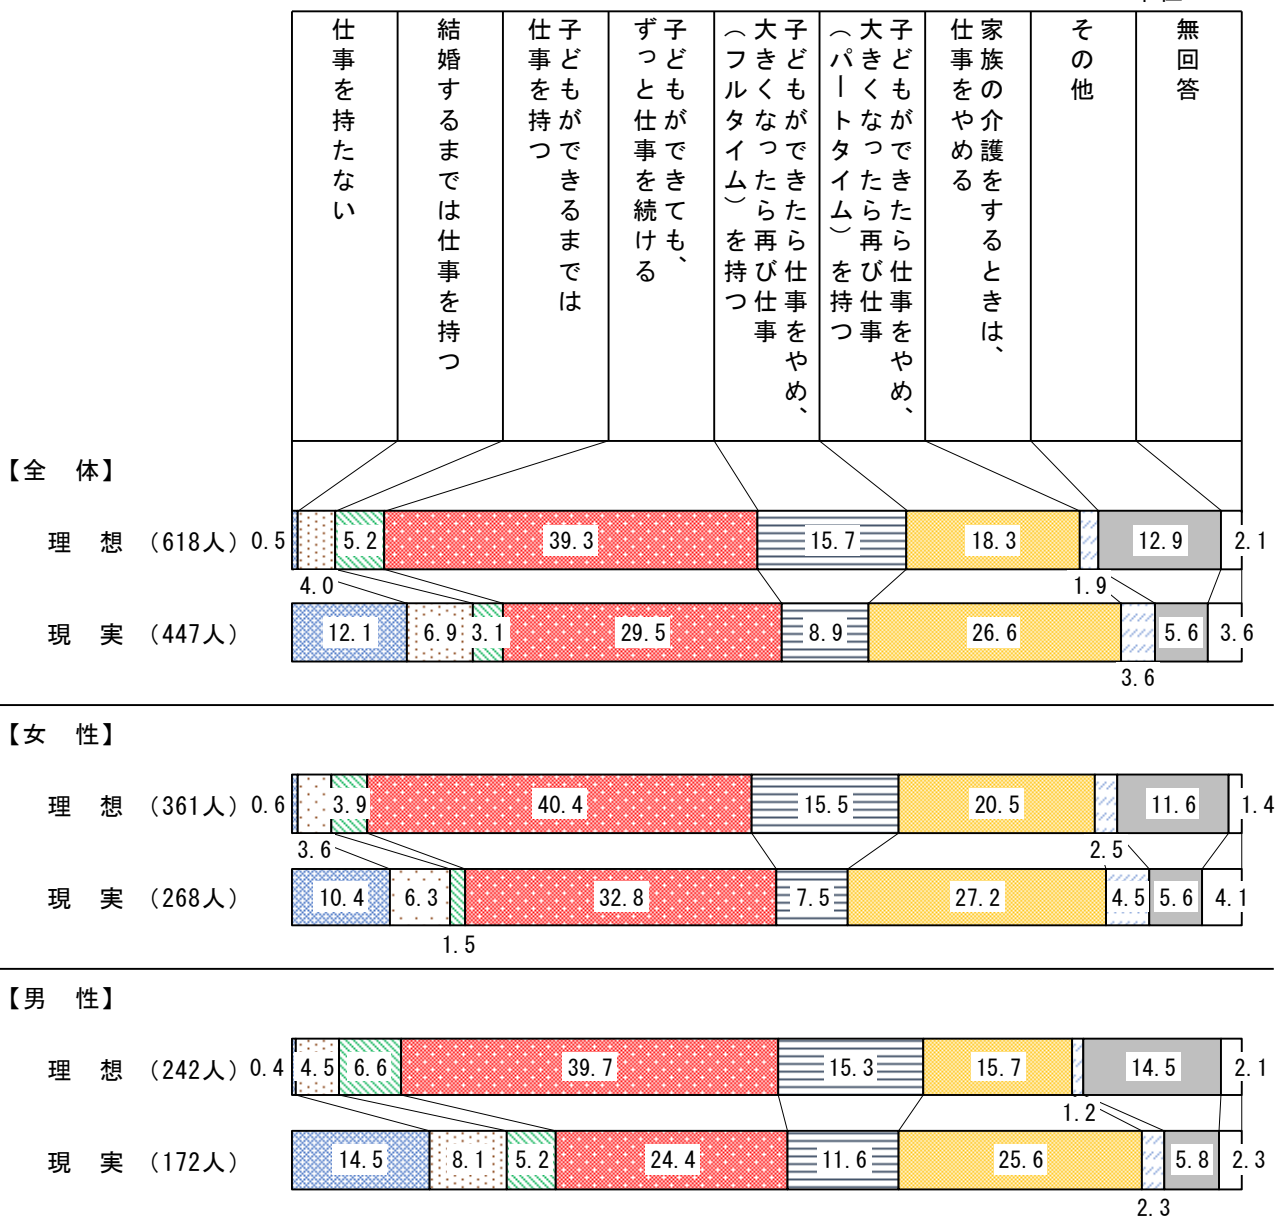 仕事を持たない
結婚するまでは仕事を持つ
子どもができるまでは
仕事を持つ
子どもができても、
ずっと仕事を続ける
子どもができたら仕事をやめ、
大きくなったら再び仕事
（フルタイム）を持つ
子どもができたら仕事をやめ、
大きくなったら再び仕事
（パートタイム）を持つ
家族の介護をするときは、
仕事をやめる
その他
無回答
【全　体】
理　想　（618人） 0.5 5.2 39.3 15.7 18.3 12.9 2.1
4.0 1.9
現　実　（447人） 12.1 6.9 3.1 29.5 8.9 26.6 5.6 3.6
3.6
【女　性】
理　想　（361人） 0.6 3.9 40.4 15.5 20.5 11.6 1.4
3.6 2.5
現　実　（268人） 10.4 6.3 32.8 7.5 27.2 4.5 5.6 4.1
1.5
【男　性】
理　想　（242人） 0.4 4.5 6.6 39.7 15.3 15.7 14.5 2.1
1.2
現　実　（172人） 14.5 8.1 5.2 24.4 11.6 25.6 5.8 2.3
2.3